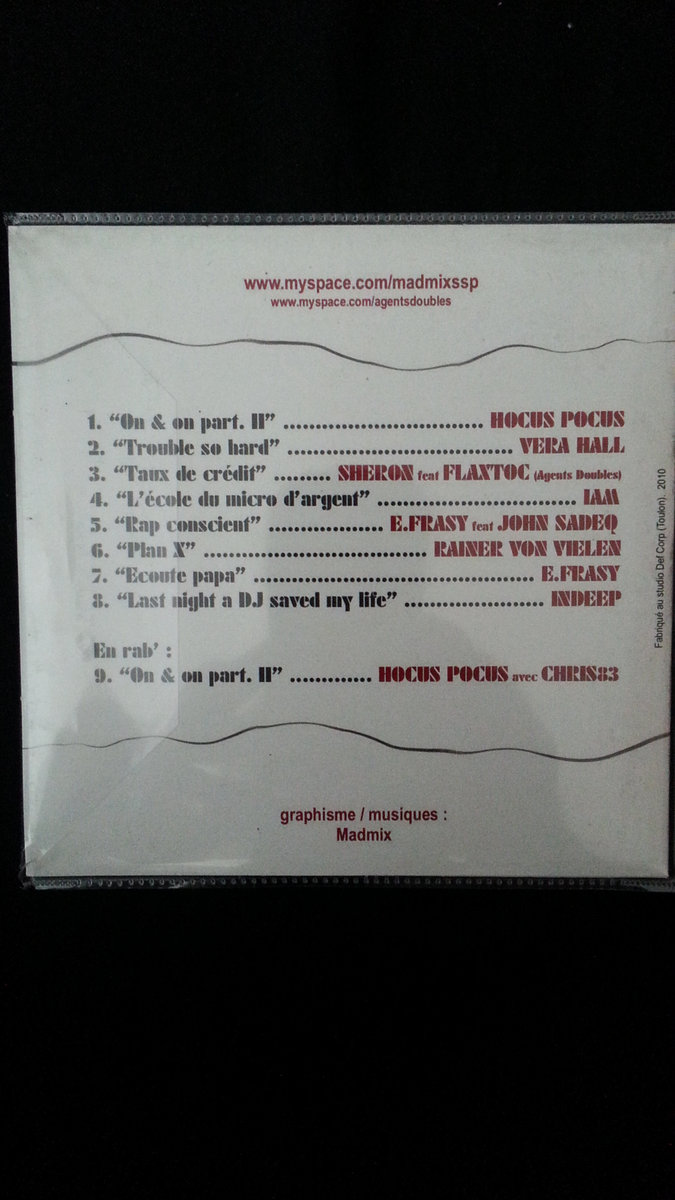 www.myspace.com/madmixssp
www.myspace.com/agentsdoubles
1. “On & on part. II” ................................ HOCUS POCUS
2. “Trouble so hard” .................................... VERA HALL
3. “Taux de crédit” ......... SHERON feat FLAXTOC (Agents Doubles)
4. “L’école du micro d’argent” ................................ IAM
5. “Rap conscient” .................. E.FRASY feat JOHN SADEQ
6. “Plan X” .................................... RAINER VON VIELEN
7. “Ecoute papa” ............................................. E.FRASY
8. “Last night a DJ saved my life” ...................... INDEEP
En rab’ :
9. “On & on part. II” ............. HOCUS POCUS avec CHRIS83
graphisme / musiques :
Madmix
Fabriqué au studio Def Corp (Toulon). 2010